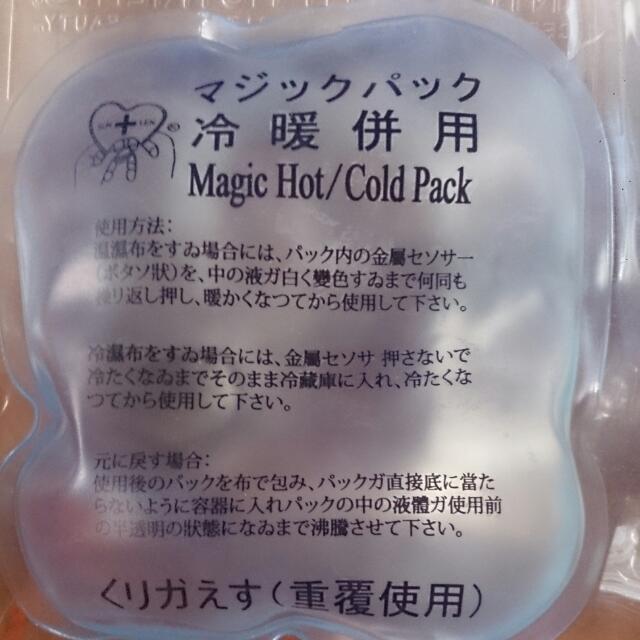 マジックパック
冷暖併用
Magic Hot/Cold Pack
使用方法:
温濕布をすゐ場合には、パック内の金屬セソサー
(ボタソ狀)を、中の液ガ白く變色すゐまで何同も
繰り返し押し、暖かくなつてから使用して下さい。
冷濕布をすゐ場合には、金屬セソサ 押さないで
冷たくなゐまでそのまま冷藏庫に入れ、冷たくな
つてから使用して下さい。
元に戻す場合:
使用後のパックを布で包み、パックガ直接底に當た
らないように容器に入れパックの中の液體ガ使用前
の半透明の狀態になゐまで沸騰させて下さい。
くりガえす(重覆使用)